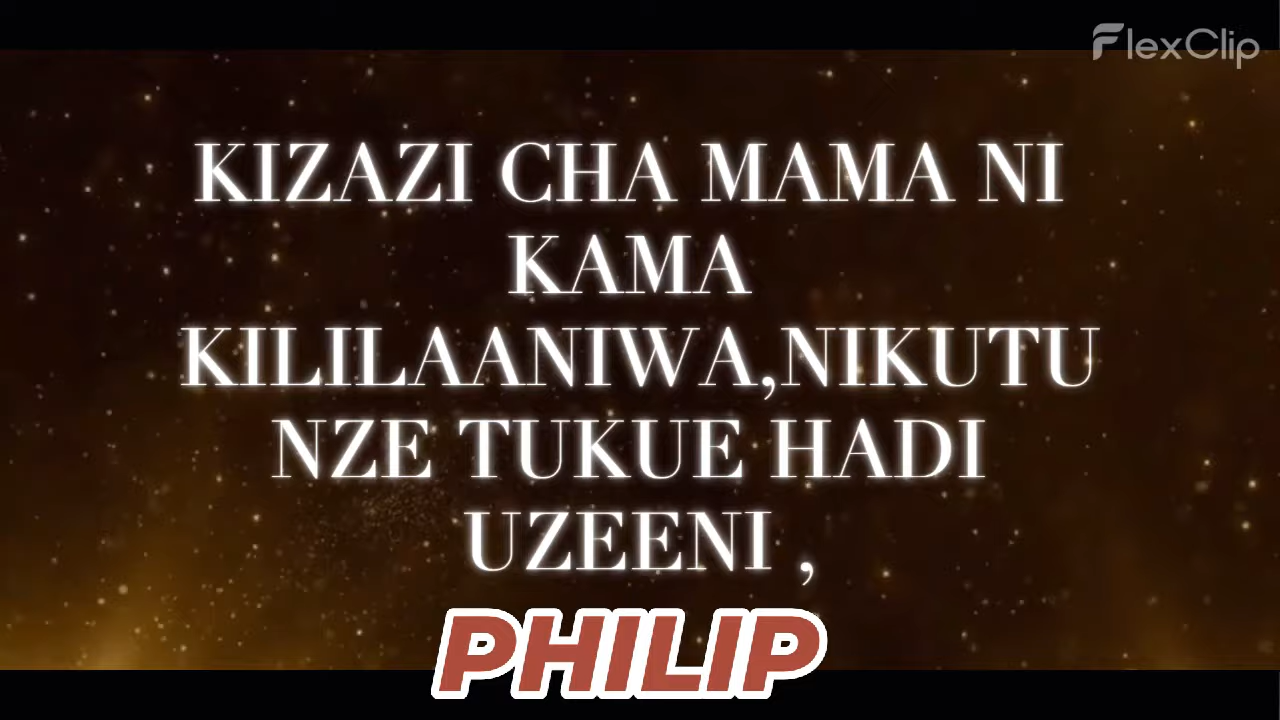 FlexClip
KIZAZI CHA MAMA NI
KAMA
KILILAANIWA,NIKUTU
NZE TUKUE HADI
UZEENI ,
PHILIP